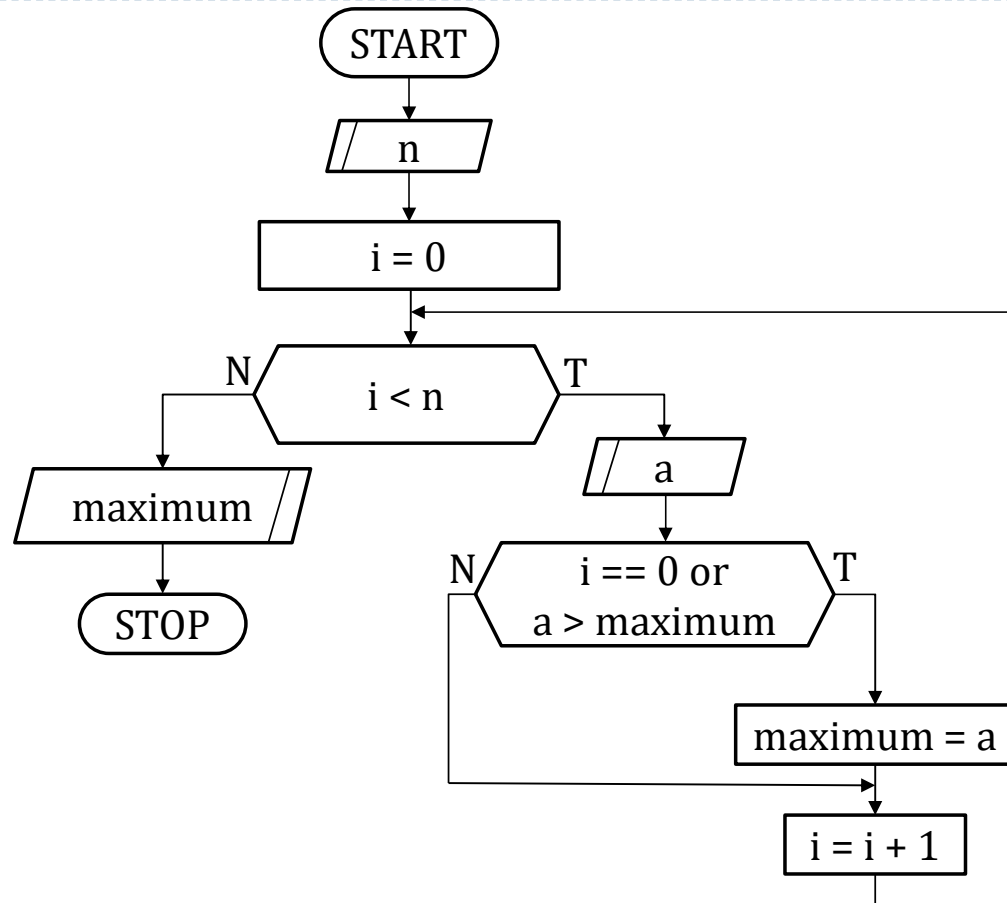 START
n
i = 0
N
i < n
T
a
maximum
STOP
N
i == 0 or
a > maximum
T
maximum = a
i = i + 1